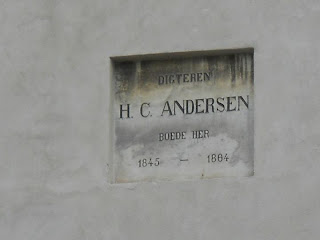 DIGTEREN
H. C. ANDERSEN
BOEDE HER
1845 — 1864